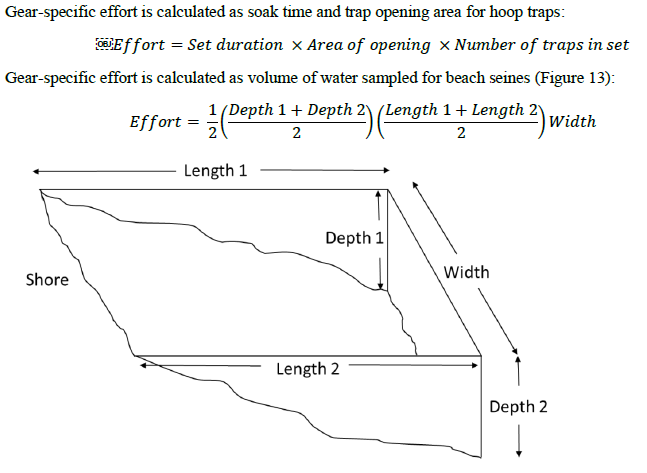 Gear-specific effort is calculated as soak time and trap opening area for hoop traps:
Effort = Set duration × Area of opening × Number of traps in set
Gear-specific effort is calculated as volume of water sampled for beach seines (Figure 13):
Effort = 1/2 ((Depth 1 + Depth 2)/2) ((Length 1 + Length 2)/2) Width
Length 1
Depth 1
Width
Shore
Length 2
Depth 2